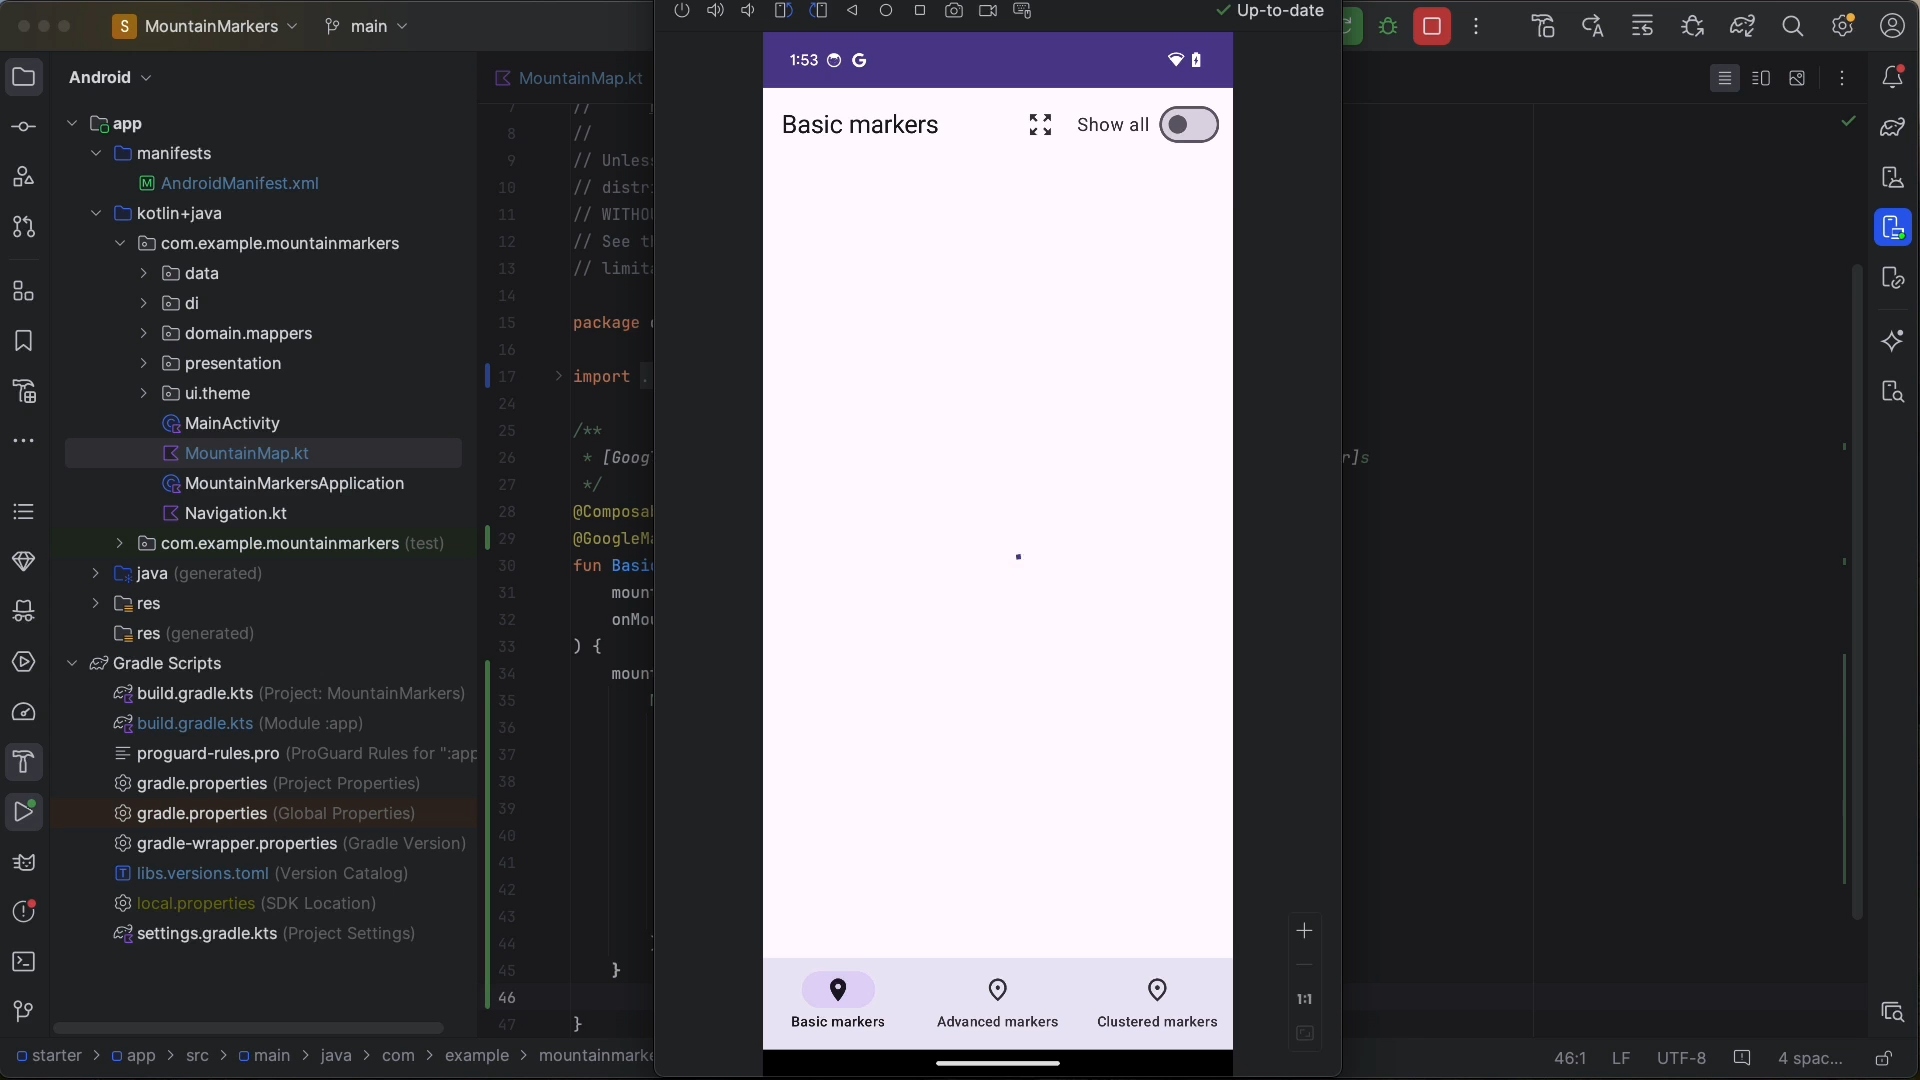 S MountainMarkers main
Up-to-date
Android
app
manifests
AndroidManifest.xml
kotlin+java
com.example.mountainmarkers
data
di
domain.mappers
presentation
ui.theme
MainActivity
MountainMap.kt
MountainMarkersApplication
Navigation.kt
com.example.mountainmarkers (test)
java (generated)
res
res (generated)
Gradle Scripts
build.gradle.kts (Project: MountainMarkers)
build.gradle.kts (Module :app)
proguard-rules.pro (ProGuard Rules for ":app
gradle.properties (Project Properties)
gradle.properties (Global Properties)
gradle-wrapper.properties (Gradle Version)
libs.versions.toml (Version Catalog)
local.properties (SDK Location)
settings.gradle.kts (Project Settings)
MountainMap.kt
7 //
8 //
9 // Unles
10 // distr
11 // WITHO
12 // See t
13 // limit
14
15 package
16
17 import .
24
25 /**
26 * [Goog
r]s
27 */
28 @Composa
29 @GoogleM
30 fun Basi
31 moun
32 onMo
33 ) {
34 moun
35
36
37
38
39
40
41
42
43
44
45 }
46
47 }
1:53 G
Basic markers Show all
Basic markers Advanced markers Clustered markers
1:1
starter > app > src > main > java > com > example > mountainmark
46:1 LF UTF-8 4 spac...